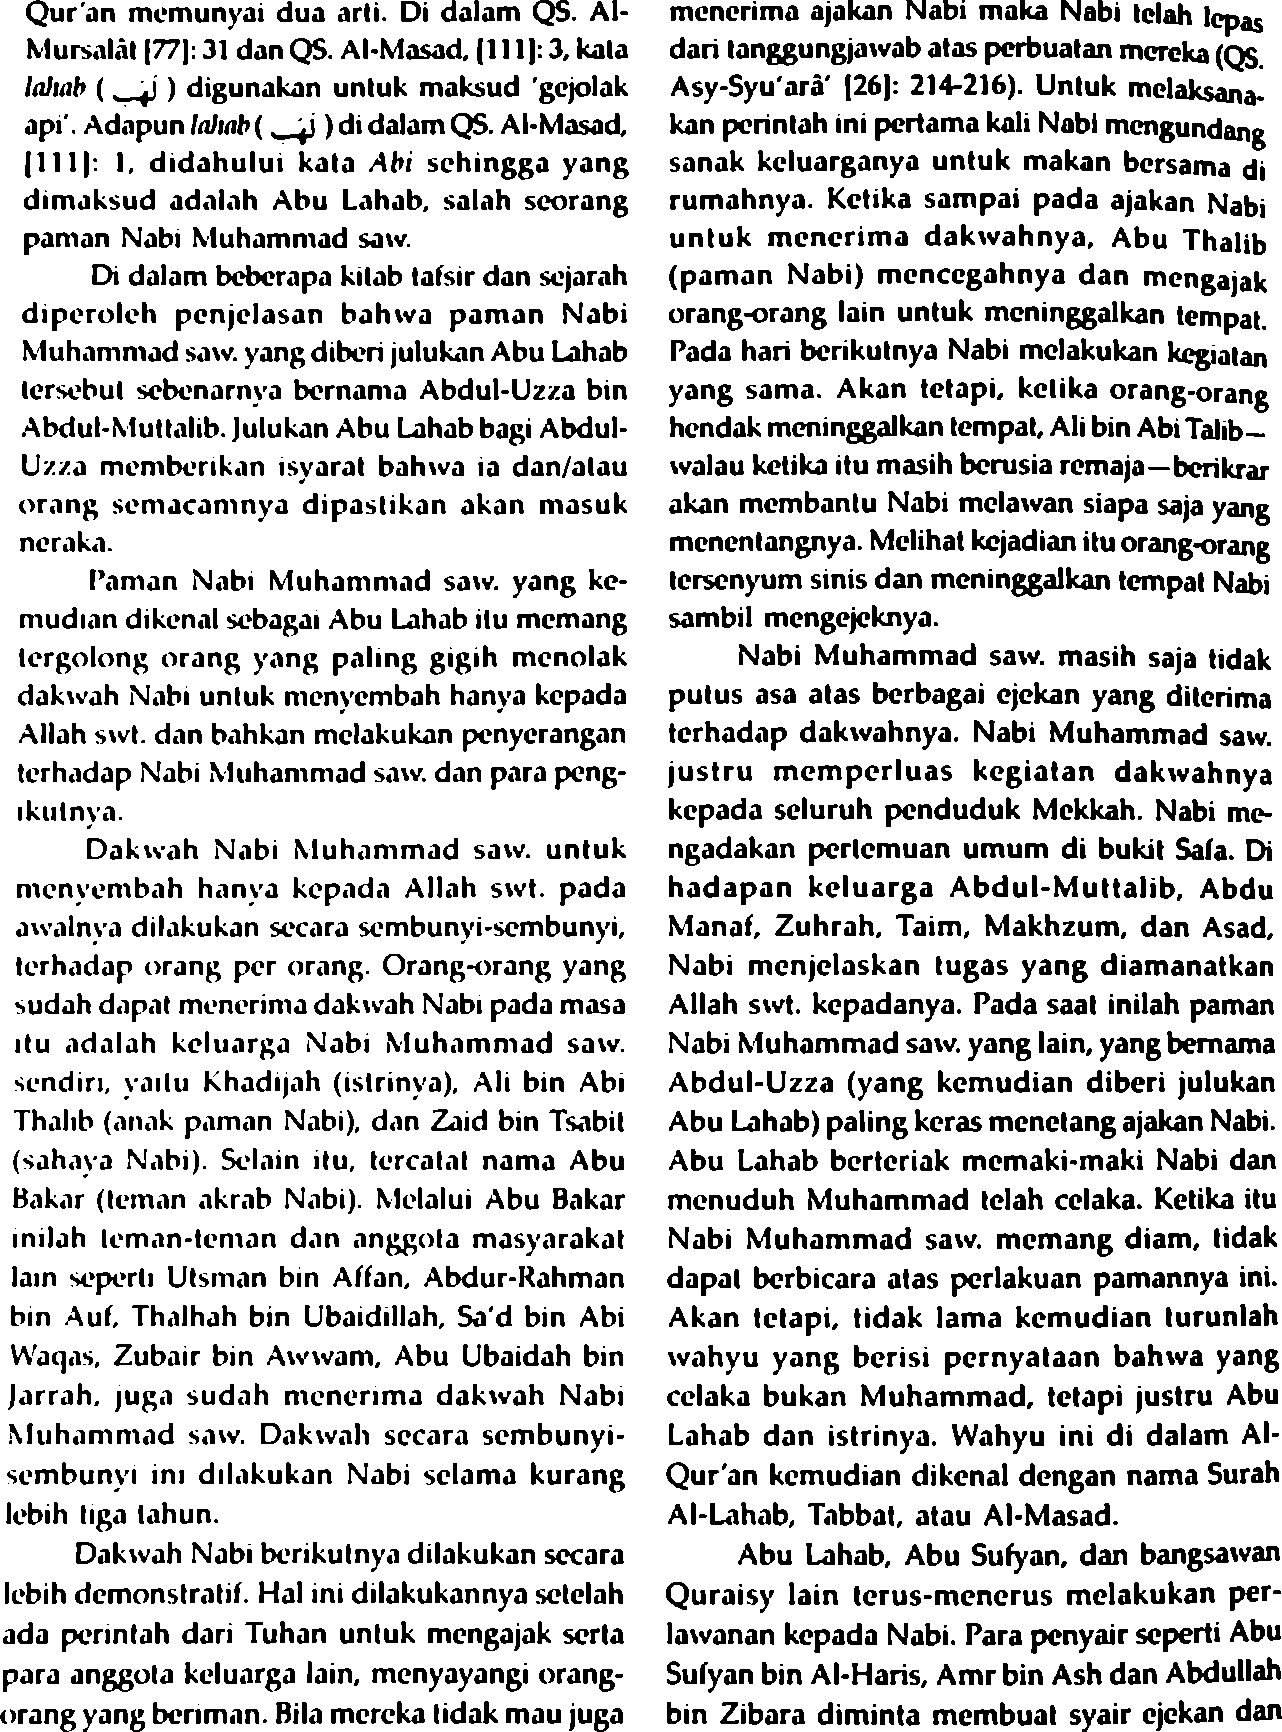 Qur'an memunyai dua arti. Di dalam QS. Al-
Mursalât [77]: 31 dan QS. Al-Masad, [111]: 3, kata
lahab ( لَهَب ) digunakan untuk maksud 'gejolak
api'. Adapun lahab ( لَهَب ) di dalam QS. Al-Masad,
[111]: 1, didahului kata Abi sehingga yang
dimaksud adalah Abu Lahab, salah seorang
paman Nabi Muhammad saw.
Di dalam beberapa kitab tafsir dan sejarah
diperoleh penjelasan bahwa paman Nabi
Muhammad saw. yang diberi julukan Abu Lahab
tersebut sebenarnya bernama Abdul-Uzza bin
Abdul-Muttalib. Julukan Abu Lahab bagi Abdul-
Uzza memberikan isyarat bahwa ia dan/atau
orang semacamnya dipastikan akan masuk
neraka.
Paman Nabi Muhammad saw. yang ke-
mudian dikenal sebagai Abu Lahab itu memang
tergolong orang yang paling gigih menolak
dakwah Nabi untuk menyembah hanya kepada
Allah swt. dan bahkan melakukan penyerangan
terhadap Nabi Muhammad saw. dan para peng-
ikutnya.
Dakwah Nabi Muhammad saw. untuk
menyembah hanya kepada Allah swt. pada
awalnya dilakukan secara sembunyi-sembunyi,
terhadap orang per orang. Orang-orang yang
sudah dapat menerima dakwah Nabi pada masa
itu adalah keluarga Nabi Muhammad saw.
sendiri, yaitu Khadijah (istrinya), Ali bin Abi
Thalib (anak paman Nabi), dan Zaid bin Tsabit
(sahaya Nabi). Selain itu, tercatat nama Abu
Bakar (teman akrab Nabi). Melalui Abu Bakar
inilah teman-teman dan anggota masyarakat
lain seperti Utsman bin Affan, Abdur-Rahman
bin Auf, Thalhah bin Ubaidillah, Sa'd bin Abi
Waqas, Zubair bin Awwam, Abu Ubaidah bin
Jarrah, juga sudah menerima dakwah Nabi
Muhammad saw. Dakwah secara sembunyi-
sembunyi ini dilakukan Nabi selama kurang
lebih tiga tahun.
Dakwah Nabi berikutnya dilakukan secara
lebih demonstratif. Hal ini dilakukannya setelah
ada perintah dari Tuhan untuk mengajak serta
para anggota keluarga lain, menyayangi orang-
orang yang beriman. Bila mereka tidak mau juga
menerima ajakan Nabi maka Nabi telah lepas
dari tanggungjawab atas perbuatan mereka (QS.
Asy-Syu'arâ' [26]: 214-216). Untuk melaksana-
kan perintah ini pertama kali Nabi mengundang
sanak keluarganya untuk makan bersama di
rumahnya. Ketika sampai pada ajakan Nabi
untuk menerima dakwahnya, Abu Thalib
(paman Nabi) mencegahnya dan mengajak
orang-orang lain untuk meninggalkan tempat.
Pada hari berikutnya Nabi melakukan kegiatan
yang sama. Akan tetapi, ketika orang-orang
hendak meninggalkan tempat, Ali bin Abi Talib—
walau ketika itu masih berusia remaja—berikrar
akan membantu Nabi melawan siapa saja yang
menentangnya. Melihat kejadian itu orang-orang
tersenyum sinis dan meninggalkan tempat Nabi
sambil mengejeknya.
Nabi Muhammad saw. masih saja tidak
putus asa atas berbagai ejekan yang diterima
terhadap dakwahnya. Nabi Muhammad saw.
justru memperluas kegiatan dakwahnya
kepada seluruh penduduk Mekkah. Nabi me-
ngadakan pertemuan umum di bukit Safa. Di
hadapan keluarga Abdul-Muttalib, Abdu
Manaf, Zuhrah, Taim, Makhzum, dan Asad,
Nabi menjelaskan tugas yang diamanatkan
Allah swt. kepadanya. Pada saat inilah paman
Nabi Muhammad saw. yang lain, yang bernama
Abdul-Uzza (yang kemudian diberi julukan
Abu Lahab) paling keras menetang ajakan Nabi.
Abu Lahab berteriak memaki-maki Nabi dan
menuduh Muhammad telah celaka. Ketika itu
Nabi Muhammad saw. memang diam, tidak
dapat berbicara atas perlakuan pamannya ini.
Akan tetapi, tidak lama kemudian turunlah
wahyu yang berisi pernyataan bahwa yang
celaka bukan Muhammad, tetapi justru Abu
Lahab dan istrinya. Wahyu ini di dalam Al-
Qur'an kemudian dikenal dengan nama Surah
Al-Lahab, Tabbat, atau Al-Masad.
Abu Lahab, Abu Sufyan, dan bangsawan
Quraisy lain terus-menerus melakukan per-
lawanan kepada Nabi. Para penyair seperti Abu
Sufyan bin Al-Haris, Amr bin Ash dan Abdullah
bin Zibara diminta membuat syair ejekan dan